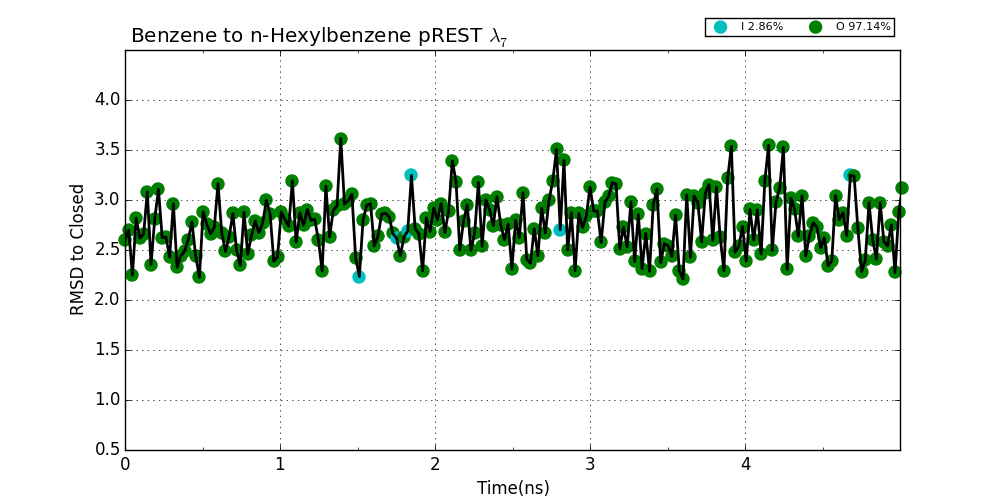 Benzene to n-Hexylbenzene pREST λ₇
I 2.86% O 97.14%
RMSD to Closed
4.0
3.5
3.0
2.5
2.0
1.5
1.0
0.5
0 1 2 3 4
Time(ns)